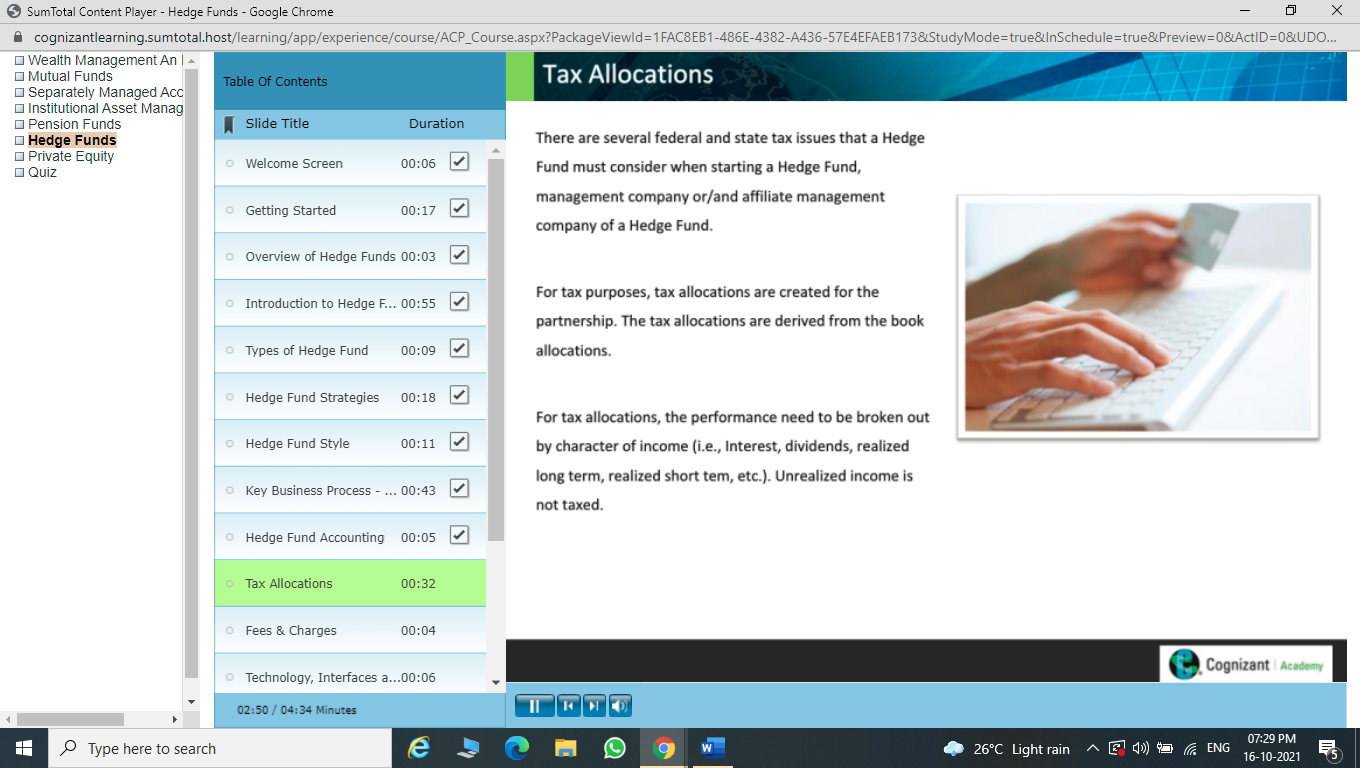 SumTotal Content Player - Hedge Funds - Google Chrome
cognizantlearning.sumtotal.host/learning/app/experience/course/ACP_Course.aspx?PackageViewId=1FAC8EB1-486E-4382-A436-57E4EFAEB173&StudyMode=true&InSchedule=true&Preview=0&ActID=0&UDO...
Wealth Management An I
Mutual Funds
Separately Managed Acc
Institutional Asset Manag
Pension Funds
Hedge Funds
Private Equity
Quiz
Table Of Contents
Slide Title Duration
Welcome Screen 00:06
Getting Started 00:17
Overview of Hedge Funds 00:03
Introduction to Hedge F... 00:55
Types of Hedge Fund 00:09
Hedge Fund Strategies 00:18
Hedge Fund Style 00:11
Key Business Process - ... 00:43
Hedge Fund Accounting 00:05
Tax Allocations 00:32
Fees & Charges 00:04
Technology, Interfaces a...00:06
02:50 / 04:34 Minutes
Tax Allocations
There are several federal and state tax issues that a Hedge
Fund must consider when starting a Hedge Fund,
management company or/and affiliate management
company of a Hedge Fund.
For tax purposes, tax allocations are created for the
partnership. The tax allocations are derived from the book
allocations.
For tax allocations, the performance need to be broken out
by character of income (i.e., Interest, dividends, realized
long term, realized short tem, etc.). Unrealized income is
not taxed.
Cognizant | Academy
Type here to search
26°C Light rain
ENG
07:29 PM
16-10-2021
5